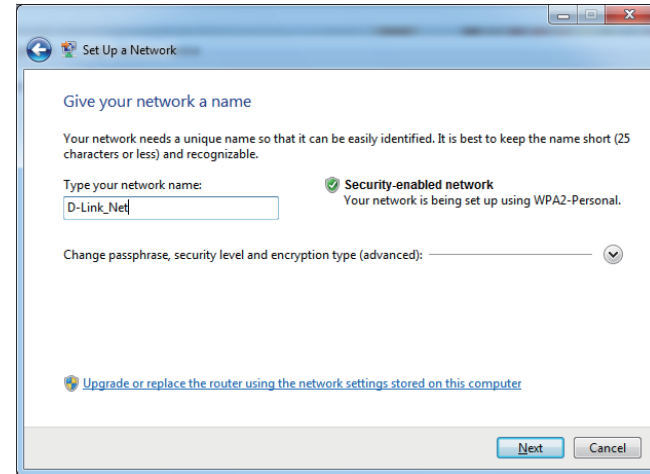 Set Up a Network
Give your network a name
Your network needs a unique name so that it can be easily identified. It is best to keep the name short (25
characters or less) and recognizable.
Type your network name:
Security-enabled network
D-Link_Net
Your network is being set up using WPA2-Personal.
Change passphrase, security level and encryption type (advanced):
Upgrade or replace the router using the network settings stored on this computer
Next Cancel